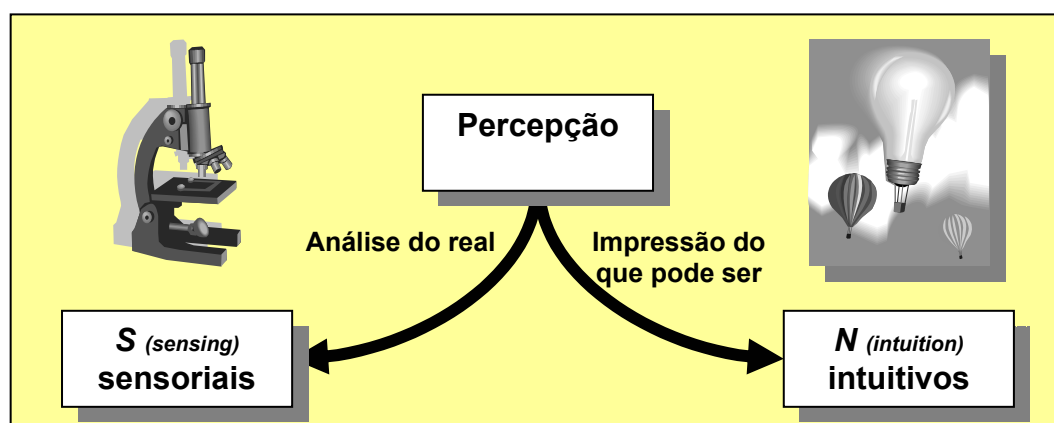 Percepção
Análise do real
Impressão do
que pode ser
S (sensing)
sensoriais
N (intuition)
intuitivos